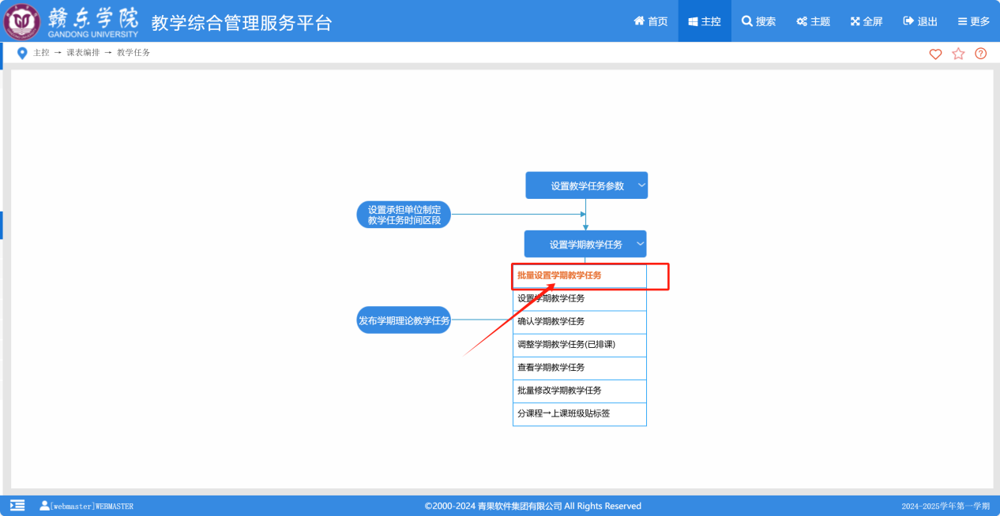 赣东学院
GANDONG UNIVERSITY
教学综合管理服务平台
首页 主控 搜索 主题 全屏 退出 更多
主控 → 课表编排 → 教学任务
设置教学任务参数
设置承担单位制定
教学任务时间区段
设置学期教学任务
批量设置学期教学任务
设置学期教学任务
发布学期理论教学任务
确认学期教学任务
调整学期教学任务(已排课)
查看学期教学任务
批量修改学期教学任务
分课程→上课班级贴标签
[webmaster]WEBMASTER
©2000-2024 青果软件集团有限公司 All Rights Reserved
2024-2025学年第一学期